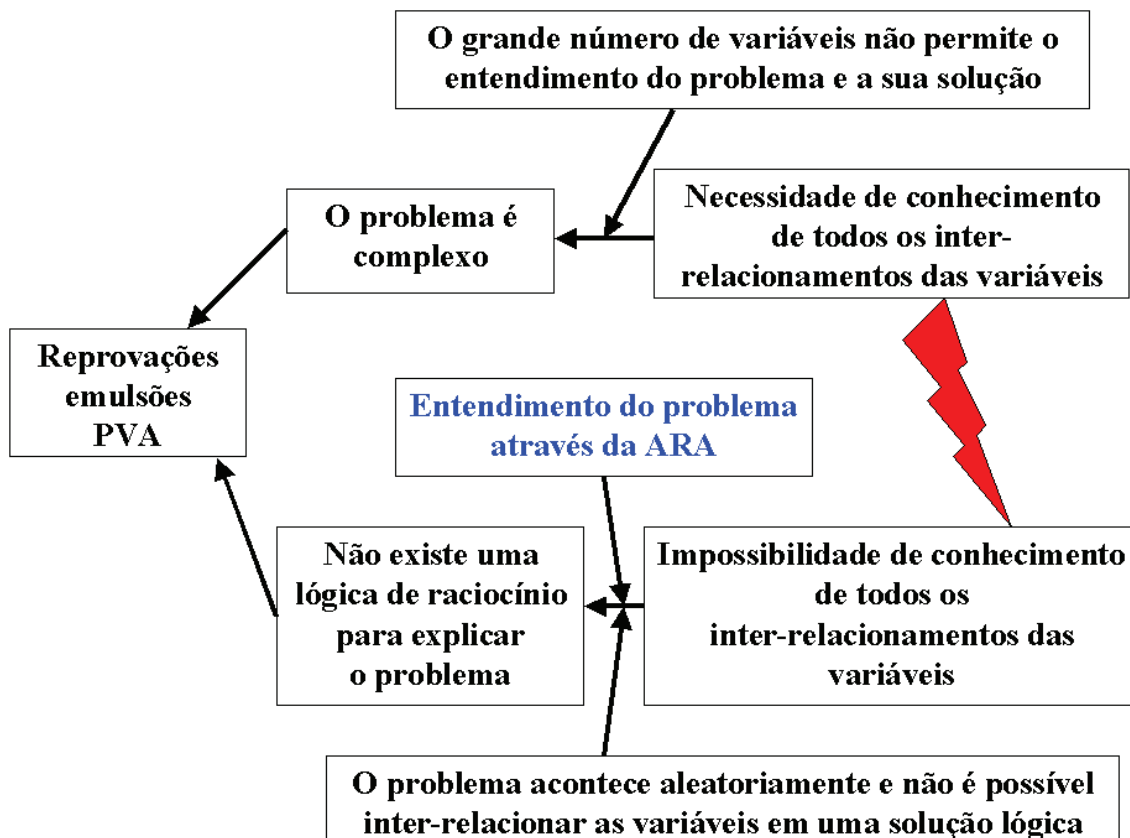 O grande número de variáveis não permite o
entendimento do problema e a sua solução
O problema é
complexo
Necessidade de conhecimento
de todos os inter-
relacionamentos das variáveis
Reprovações
emulsões
PVA
Entendimento do problema
através da ARA
Não existe uma
lógica de raciocínio
para explicar
o problema
Impossibilidade de conhecimento
de todos os
inter-relacionamentos das
variáveis
O problema acontece aleatoriamente e não é possível
inter-relacionar as variáveis em uma solução lógica